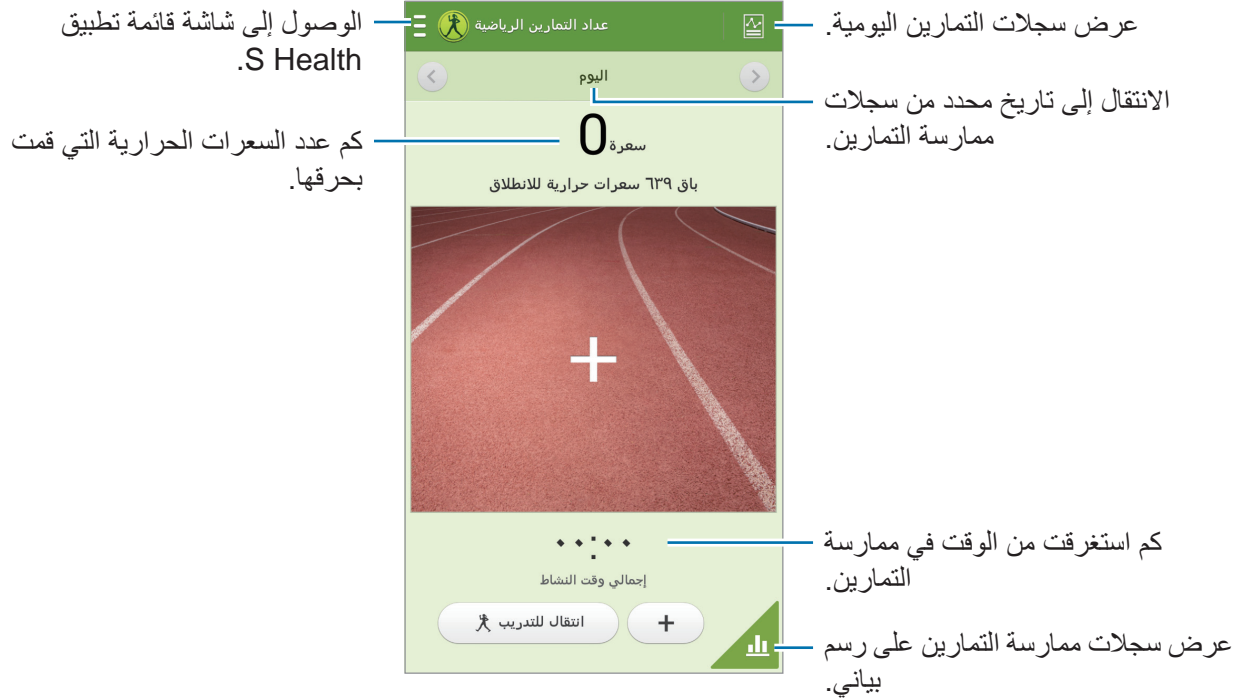 عرض سجلات التمارين اليومية.
الانتقال إلى تاريخ محدد من سجلات
ممارسة التمارين.
كم استغرقت من الوقت في ممارسة
التمارين.
عرض سجلات ممارسة التمارين على رسم
بياني.
عداد التمارين الرياضية
اليوم
0 سعرة
باق ٦٣٩ سعرات حرارية للانطلاق
٠٠:٠٠
إجمالي وقت النشاط
انتقال للتدريب
الوصول إلى شاشة قائمة تطبيق
S Health.
كم عدد السعرات الحرارية التي قمت
بحرقها.